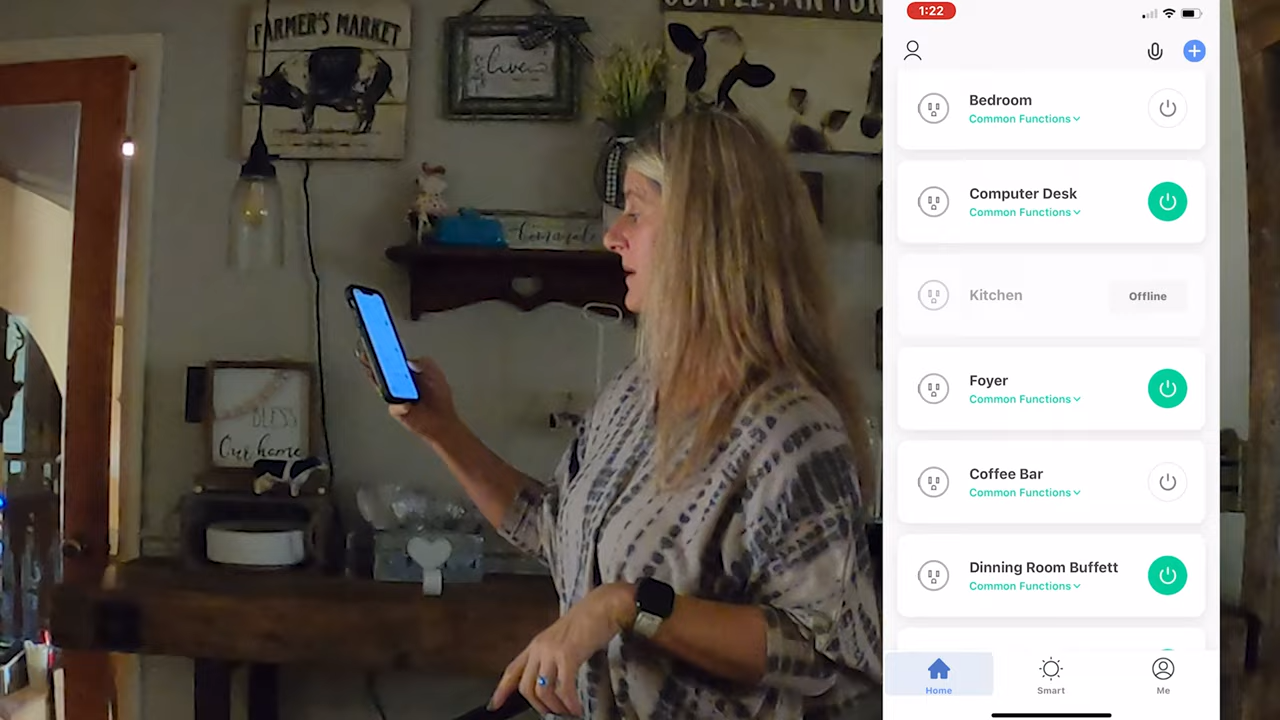 FARMER'S MARKET
live
COFFEE,
BLESS
Our home
1:22
Bedroom
Common Functions
Computer Desk
Common Functions
Kitchen
Offline
Foyer
Common Functions
Coffee Bar
Common Functions
Dinning Room Buffett
Common Functions
Home
Smart
Me